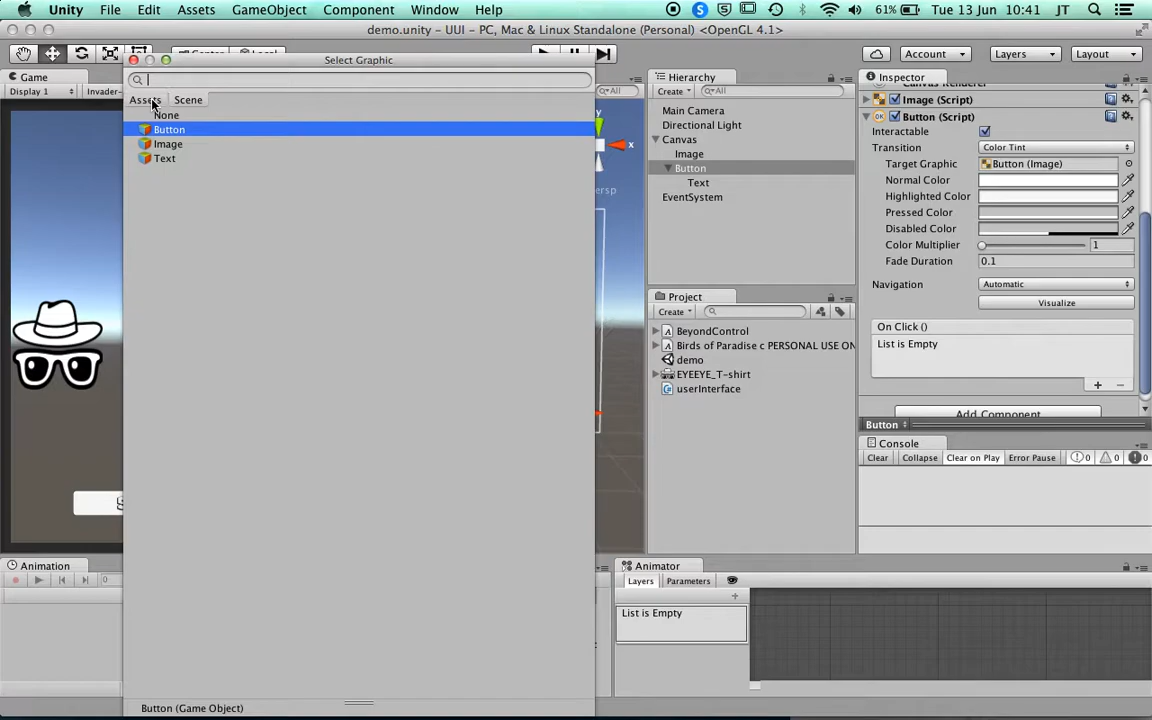 Unity File Edit Assets GameObject Component Window Help 61% Tue 13 Jun 10:41 JT
demo.unity - UUI - PC, Mac & Linux Standalone (Personal) <OpenGL 4.1>
Account Layers Layout
Select Graphic
Game
Display 1 Invader-
Assets Scene
None
Button
Image
Text
Button (Game Object)
All
y
x
ersp
Hierarchy
Create All
Main Camera
Directional Light
Canvas
Image
Button
Text
EventSystem
Project
Create
BeyondControl
Birds of Paradise c PERSONAL USE ON
demo
EYEEYE_T-shirt
userInterface
Inspector
Image (Script)
Button (Script)
Interactable
Transition Color Tint
Target Graphic Button (Image)
Normal Color
Highlighted Color
Pressed Color
Disabled Color
Color Multiplier 1
Fade Duration 0.1
Navigation Automatic
Visualize
On Click ()
List is Empty
Add Component
Button
Console
Clear Collapse Clear on Play Error Pause 0 0 0
Animation
0
Animator
Layers Parameters
List is Empty